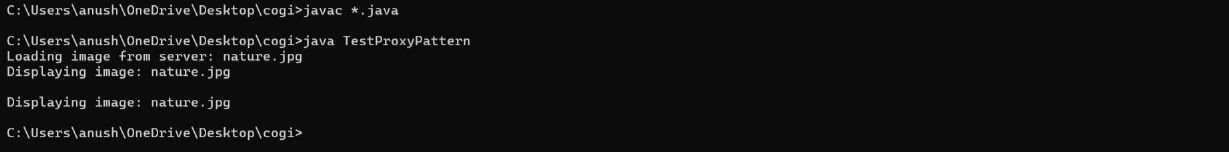 C:\Users\anush\OneDrive\Desktop\cogi>javac *.java
C:\Users\anush\OneDrive\Desktop\cogi>java TestProxyPattern
Loading image from server: nature.jpg
Displaying image: nature.jpg
Displaying image: nature.jpg
C:\Users\anush\OneDrive\Desktop\cogi>